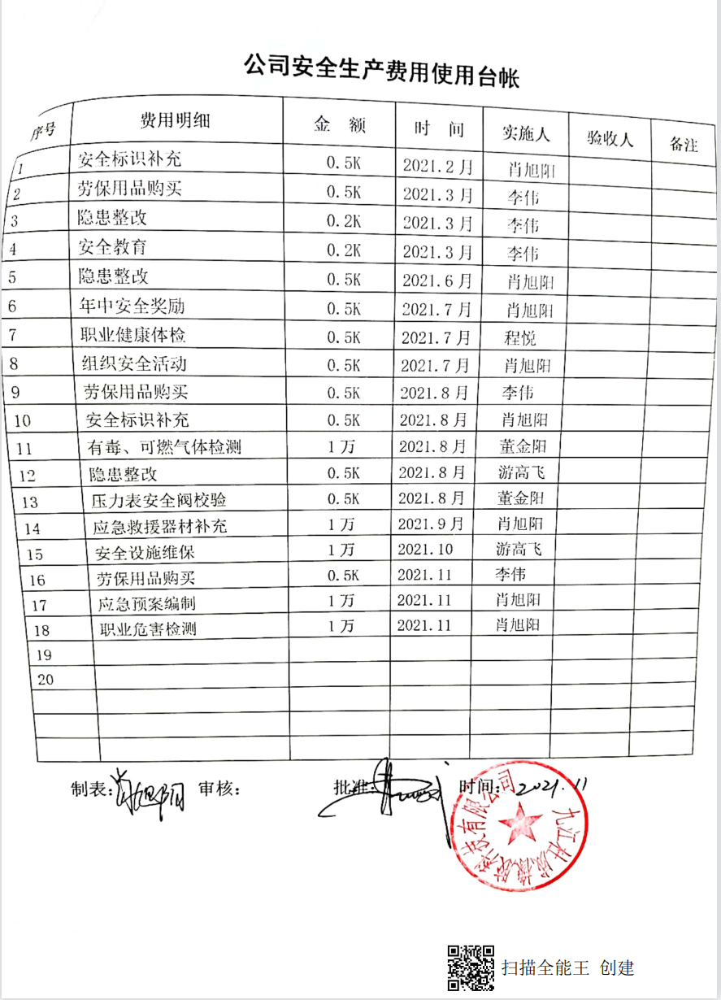 公司安全生产费用使用台帐
序号 费用明细 金 额 时 间 实施人 验收人 备注
1 安全标识补充 0.5K 2021.2月 肖旭阳
2 劳保用品购买 0.5K 2021.3月 李伟
3 隐患整改 0.2K 2021.3月 李伟
4 安全教育 0.2K 2021.3月 李伟
5 隐患整改 0.5K 2021.6月 肖旭阳
6 年中安全奖励 0.5K 2021.7月 肖旭阳
7 职业健康体检 0.5K 2021.7月 程悦
8 组织安全活动 0.5K 2021.7月 肖旭阳
9 劳保用品购买 0.5K 2021.8月 李伟
10 安全标识补充 0.5K 2021.8月 肖旭阳
11 有毒、可燃气体检测 1万 2021.8月 董金阳
12 隐患整改 0.5K 2021.8月 游高飞
13 压力表安全阀校验 0.5K 2021.8月 董金阳
14 应急救援器材补充 1万 2021.9月 肖旭阳
15 安全设施维保 1万 2021.10 游高飞
16 劳保用品购买 0.5K 2021.11 李伟
17 应急预案编制 1万 2021.11 肖旭阳
18 职业危害检测 1万 2021.11 肖旭阳
19
20
制表：肖旭阳 审核： 批准： 时间：2021.11
九江 科技有限公司
扫描全能王 创建